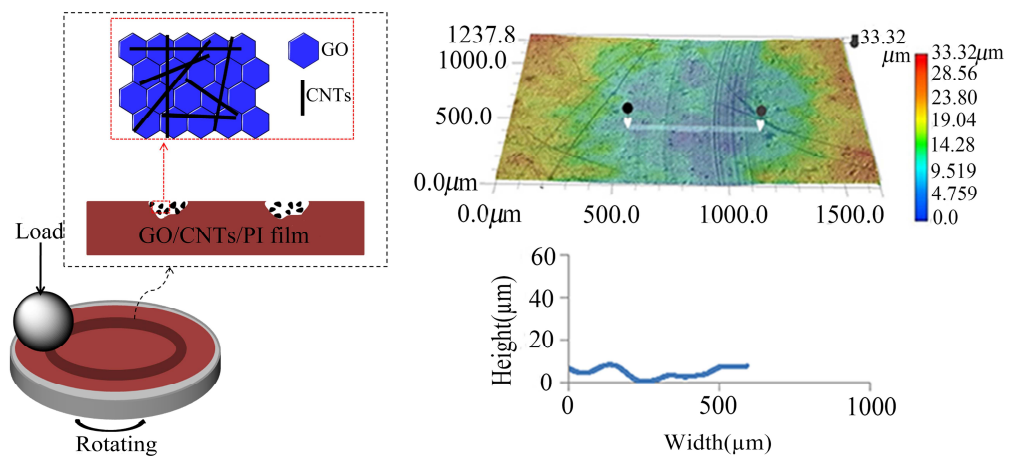 GO
CNTs
GO/CNTs/PI film
Load
Rotating
1237.8
1000.0
500.0
0.0μm
0.0μm
500.0
1000.0
1500.0
33.32
μm
33.32μm
28.56
23.80
19.04
14.28
9.519
4.759
0.0
Height(μm)
60
40
20
0
0
500
1000
Width(μm)